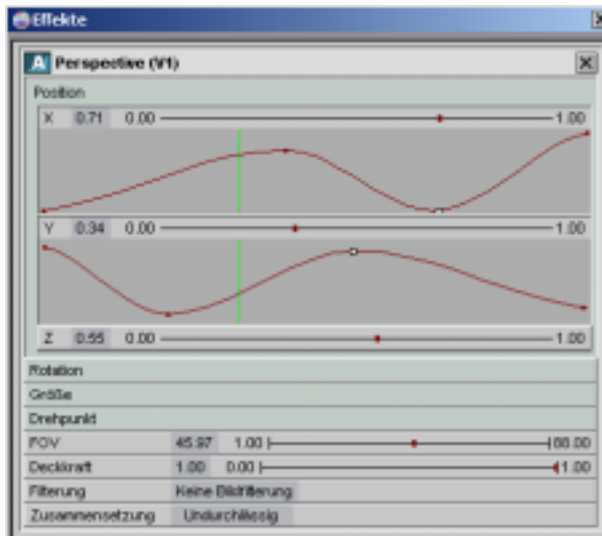 Effekte
Perspective (V1)
Position
X 0.71 0.00 1.00
Y 0.34 0.00 1.00
Z 0.55 0.00 1.00
Rotation
Größe
Drehpunkt
FOV 45.97 1.00 88.00
Deckkraft 1.00 0.00 1.00
Filterung Keine Bildfilterung
Zusammensetzung Undurchlässig